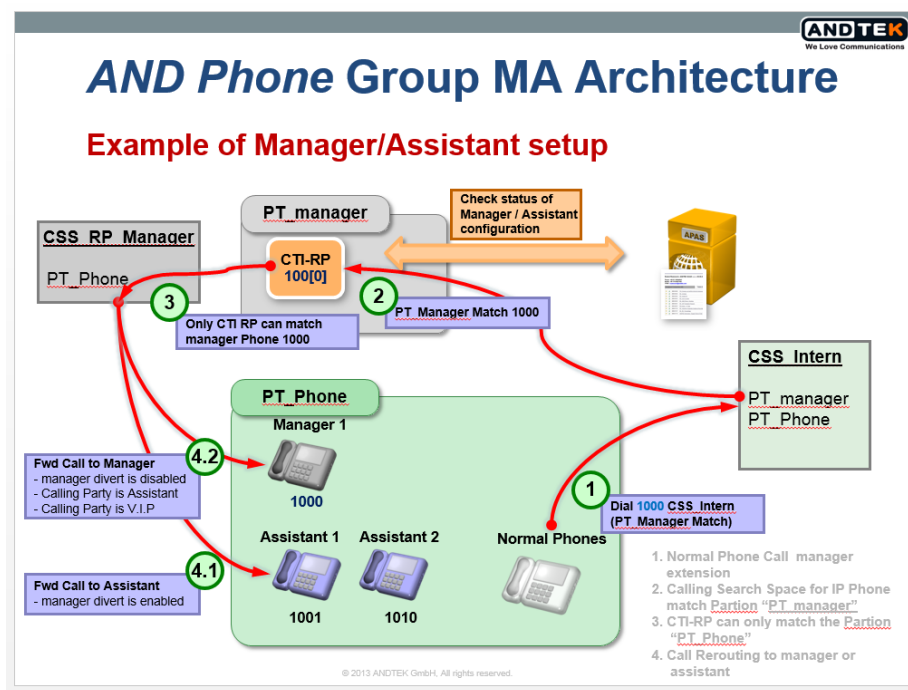 ANDTEK
We Love Communications
AND Phone Group MA Architecture
Example of Manager/Assistant setup
CSS_RP_Manager
PT_Phone
PT_manager
CTI-RP
100[0]
Check status of
Manager / Assistant
configuration
APAS
3
Only CTI RP can match
manager Phone 1000
2
PT_Manager Match 1000
CSS_Intern
PT_manager
PT_Phone
PT_Phone
Manager 1
1000
4.2
Fwd Call to Manager
- manager divert is disabled
- Calling Party is Assistant
- Calling Party is V.I.P
1
Dial 1000 CSS_Intern
(PT_Manager Match)
Assistant 1
Assistant 2
Normal Phones
4.1
Fwd Call to Assistant
- manager divert is enabled
1001
1010
1. Normal Phone Call manager
extension
2. Calling Search Space for IP Phone
match Partion “PT_manager”
3. CTI-RP can only match the Partion
“PT_Phone”
4. Call Rerouting to manager or
assistant
© 2013 ANDTEK GmbH, All rights reserved.